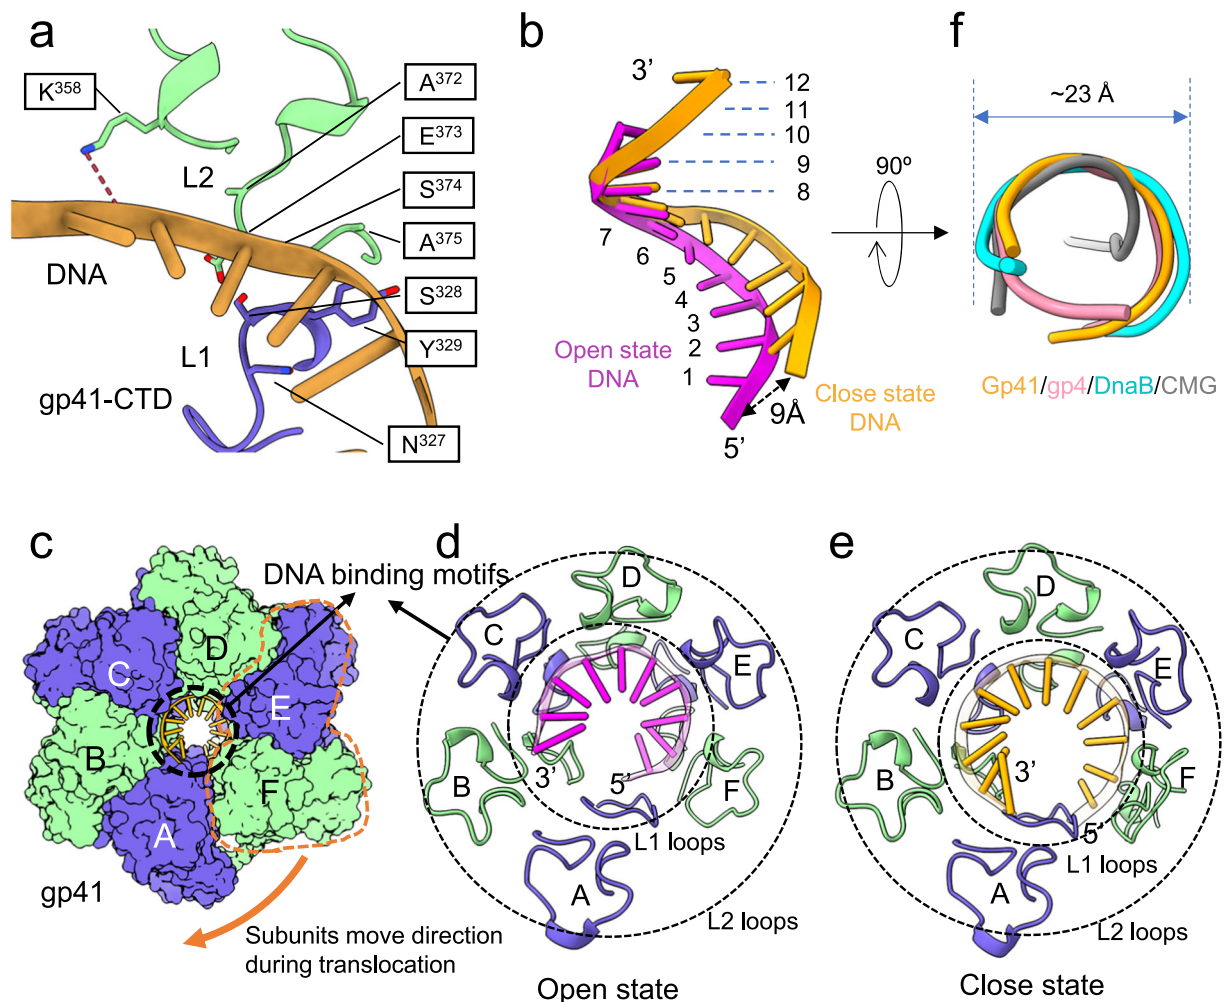 a
K358
A372
E373
L2
S374
A375
DNA
S328
L1
Y329
gp41-CTD
N327
b
3’
12
11
10
9
8
7
6
5
4
3
2
1
Open state
DNA
9Å
Close state
DNA
5’
90º
f
~23 Å
Gp41/gp4/DnaB/CMG
c
DNA binding motifs
D
C
E
B
F
A
gp41
Subunits move direction
during translocation
d
D
C
E
B
3’
5’
F
L1 loops
A
L2 loops
Open state
e
D
C
E
B
3’
F
5’
L1 loops
A
L2 loops
Close state